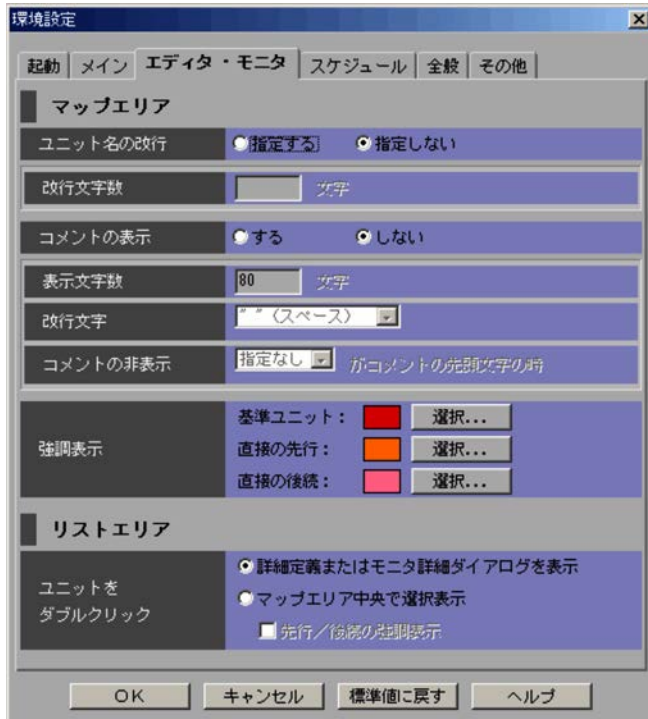 環境設定
起動 メイン エディタ・モニタ スケジュール 全般 その他
マップエリア
ユニット名の改行 指定する 指定しない
改行文字数 文字
コメントの表示 する しない
表示文字数 80 文字
改行文字 " "（スペース）
コメントの非表示 指定なし がコメントの先頭文字の時
強調表示 基準ユニット： 選択...
直接の先行： 選択...
直接の後続： 選択...
リストエリア
ユニットを
ダブルクリック
詳細定義またはモニタ詳細ダイアログを表示
マップエリア中央で選択表示
先行／後続の強調表示
OK キャンセル 標準値に戻す ヘルプ